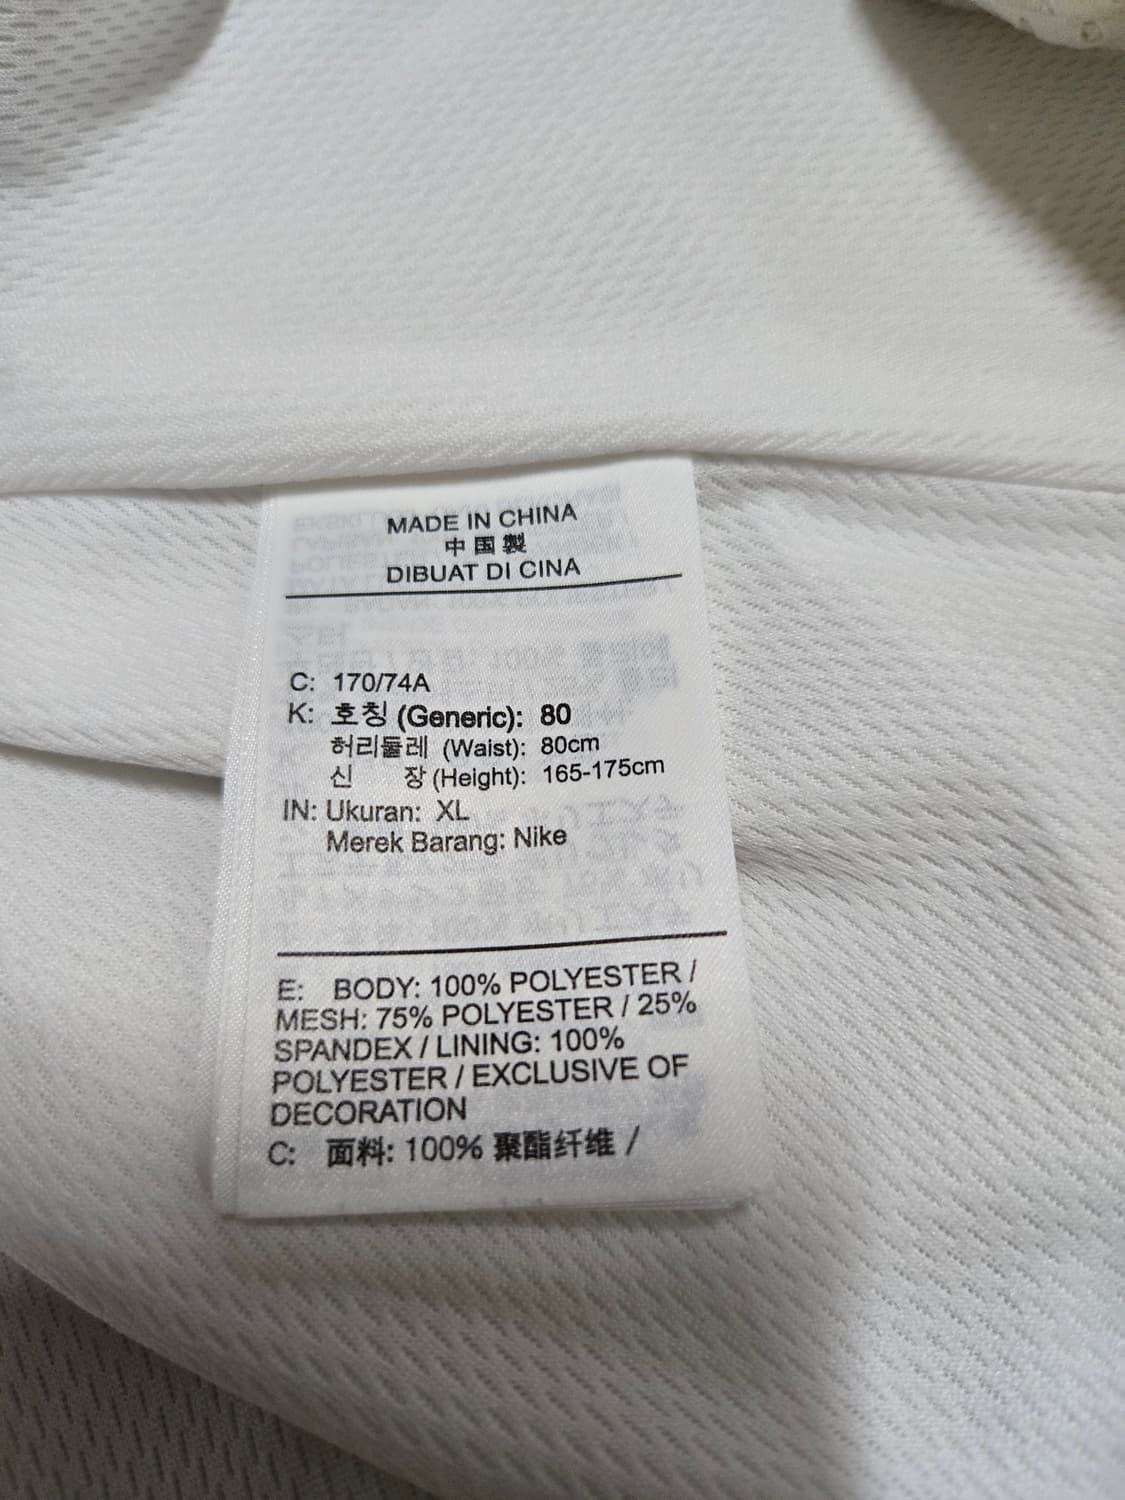 MADE IN CHINA
中国製
DIBUAT DI CINA
C: 170/74A
K: 호칭 (Generic): 80
허리둘레 (Waist): 80cm
신 장 (Height): 165-175cm
IN: Ukuran: XL
Merek Barang: Nike
E: BODY: 100% POLYESTER /
MESH: 75% POLYESTER / 25%
SPANDEX / LINING: 100%
POLYESTER / EXCLUSIVE OF
DECORATION
C: 面料: 100% 聚酯纤维 /